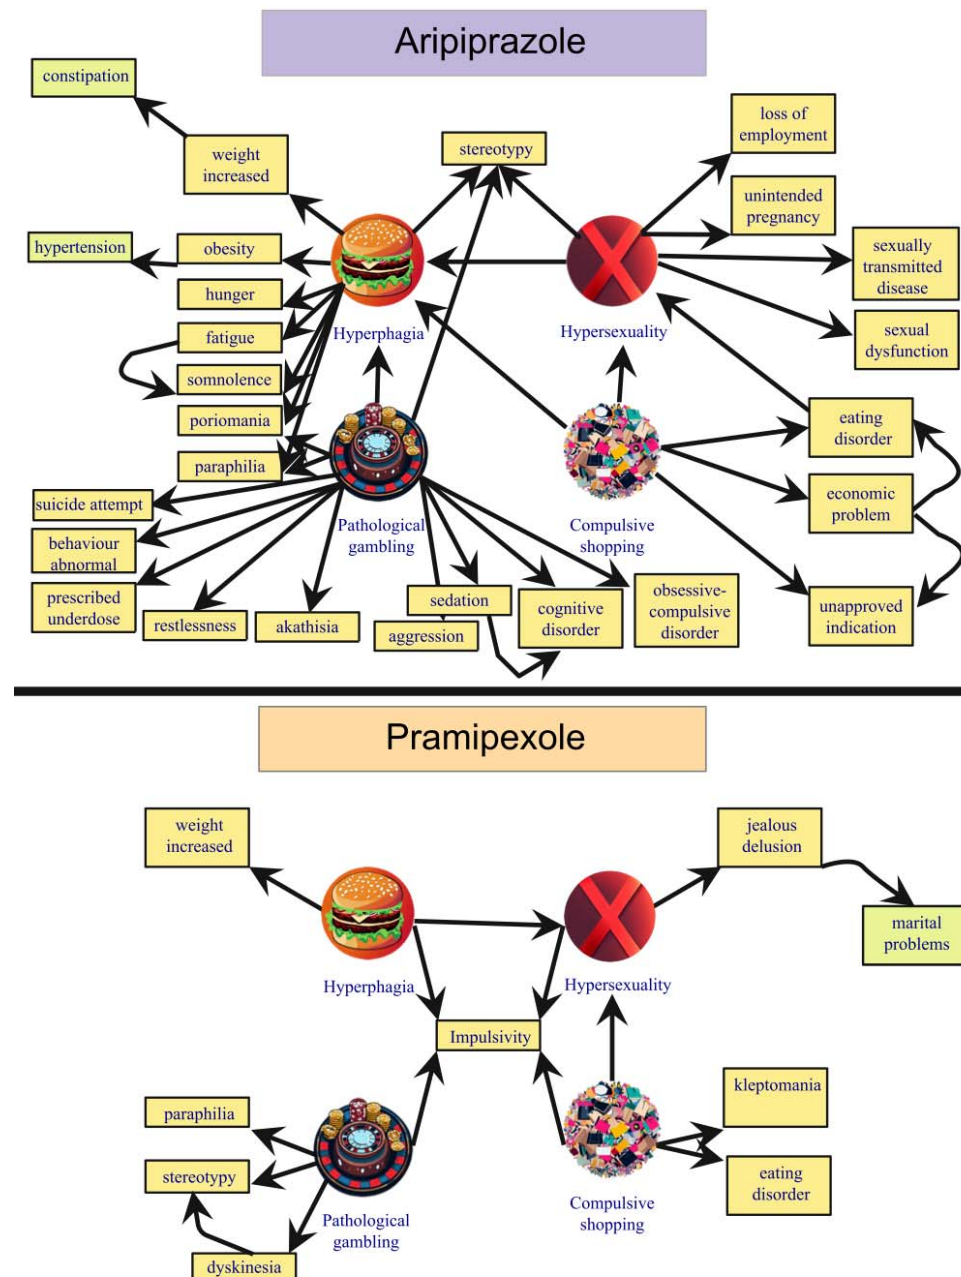 Aripiprazole
constipation
weight
increased
stereotypy
loss of
employment
unintended
pregnancy
hypertension
obesity
sexually
transmitted
disease
hunger
fatigue
Hyperphagia
Hypersexuality
sexual
dysfunction
somnolence
poriomania
eating
disorder
paraphilia
suicide attempt
Pathological
gambling
Compulsive
shopping
economic
problem
behaviour
abnormal
prescribed
underdose
restlessness
akathisia
sedation
aggression
cognitive
disorder
obsessive-
compulsive
disorder
unapproved
indication
Pramipexole
weight
increased
jealous
delusion
marital
problems
Hyperphagia
Hypersexuality
Impulsivity
paraphilia
kleptomania
stereotypy
eating
disorder
Pathological
gambling
Compulsive
shopping
dyskinesia